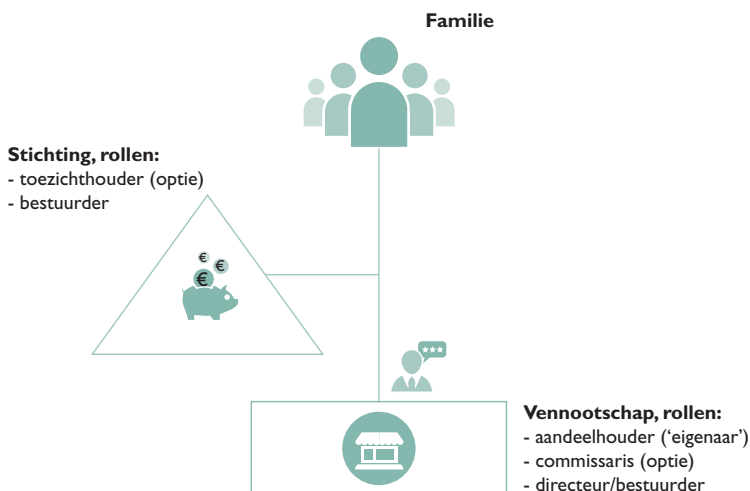 Familie
Stichting, rollen:
- toezichthouder (optie)
- bestuurder
€
€
€
Vennootschap, rollen:
- aandeelhouder (‘eigenaar’)
- commissaris (optie)
- directeur/bestuurder